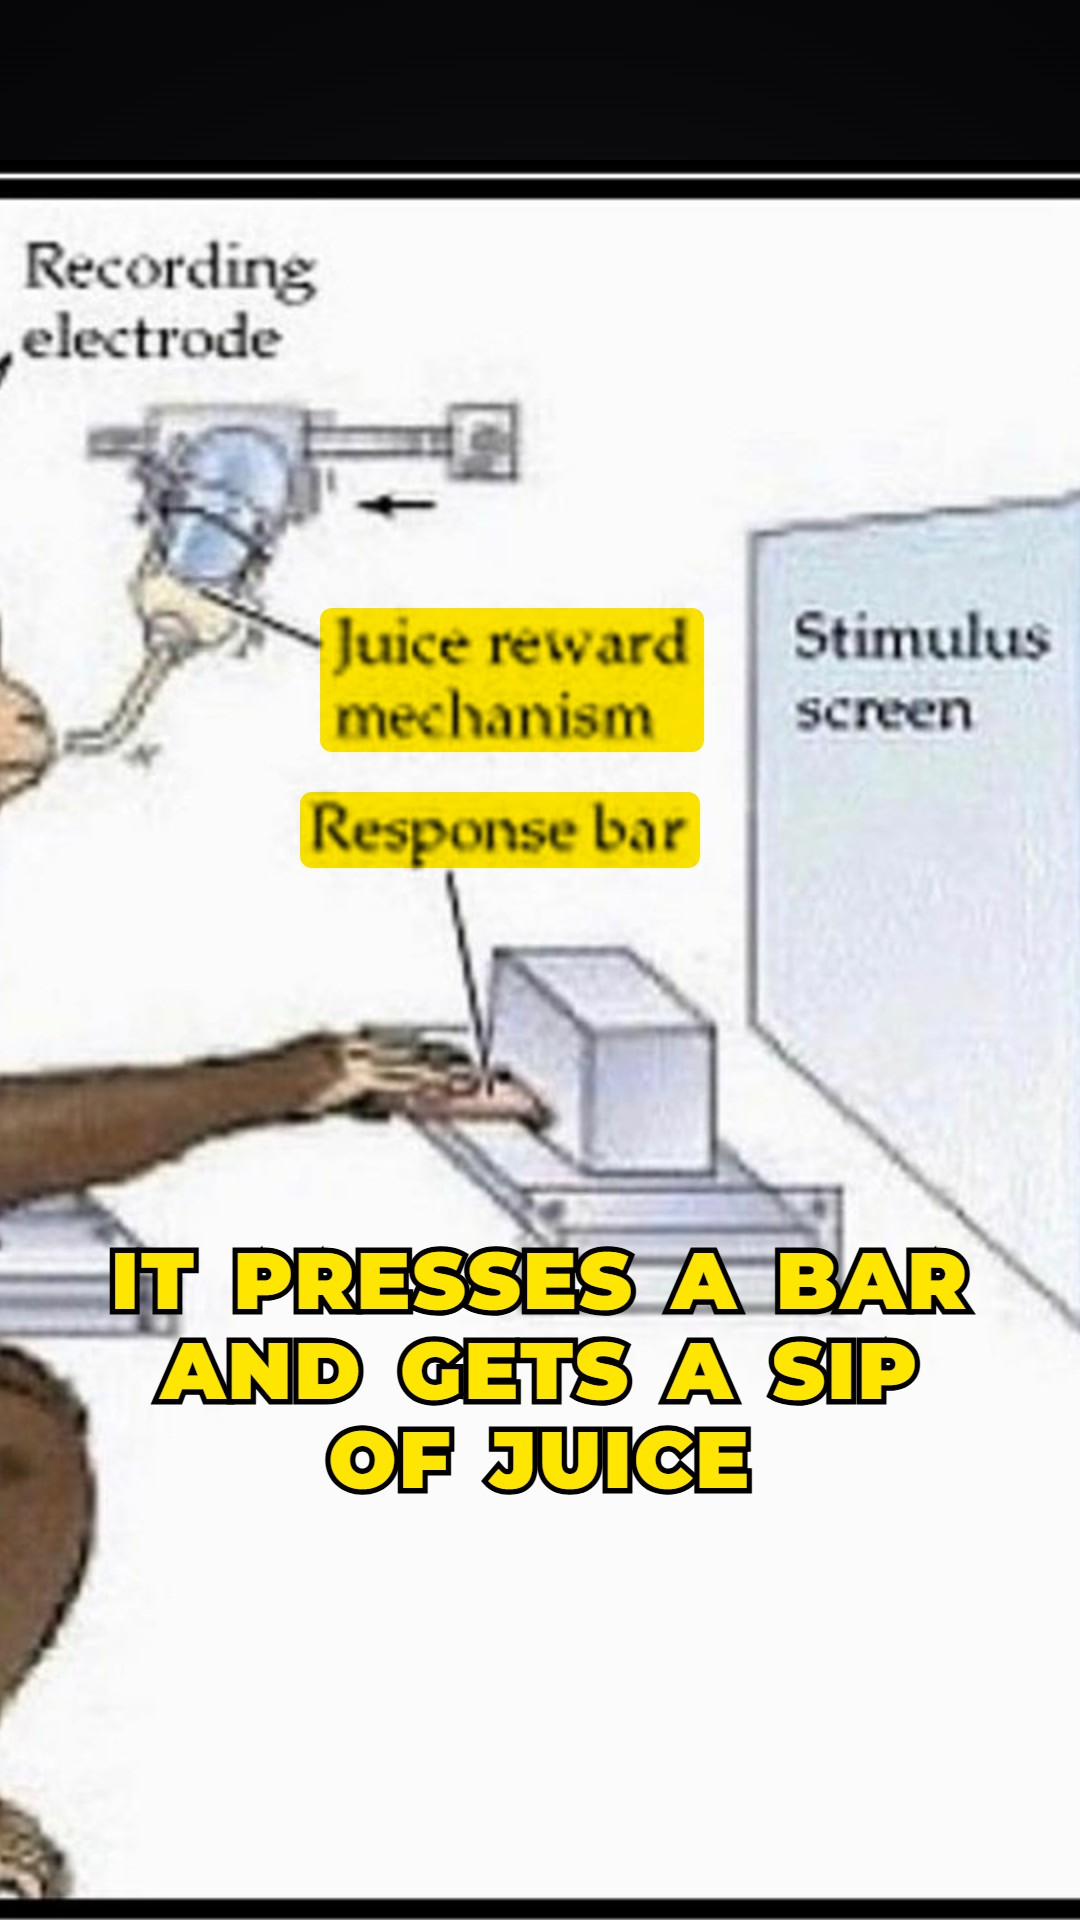 Recording
electrode
Juice reward
mechanism
Stimulus
screen
Response bar
IT PRESSES A BAR
AND GETS A SIP
OF JUICE